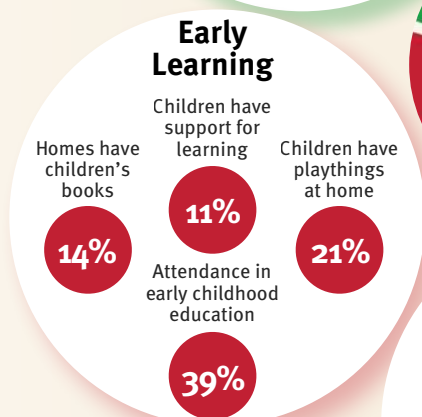 Early
Learning
Children have
support for
learning
11%
Homes have
children's
books
14%
Children have
playthings
at home
21%
Attendance in
early childhood
education
39%